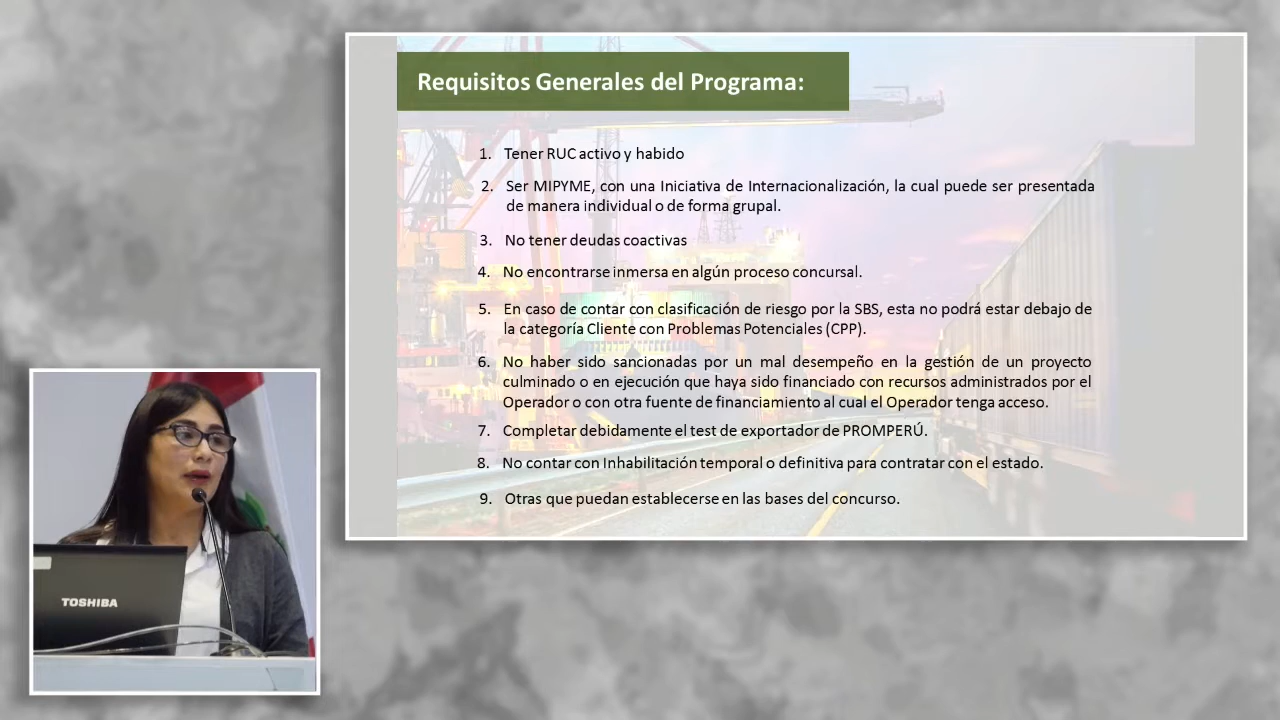 Requisitos Generales del Programa:
1. Tener RUC activo y habido
2. Ser MIPYME, con una Iniciativa de Internacionalización, la cual puede ser presentada
de manera individual o de forma grupal.
3. No tener deudas coactivas
4. No encontrarse inmersa en algún proceso concursal.
5. En caso de contar con clasificación de riesgo por la SBS, esta no podrá estar debajo de
la categoría Cliente con Problemas Potenciales (CPP).
6. No haber sido sancionadas por un mal desempeño en la gestión de un proyecto
culminado o en ejecución que haya sido financiado con recursos administrados por el
Operador o con otra fuente de financiamiento al cual el Operador tenga acceso.
7. Completar debidamente el test de exportador de PROMPERÚ.
8. No contar con Inhabilitación temporal o definitiva para contratar con el estado.
9. Otras que puedan establecerse en las bases del concurso.
TOSHIBA